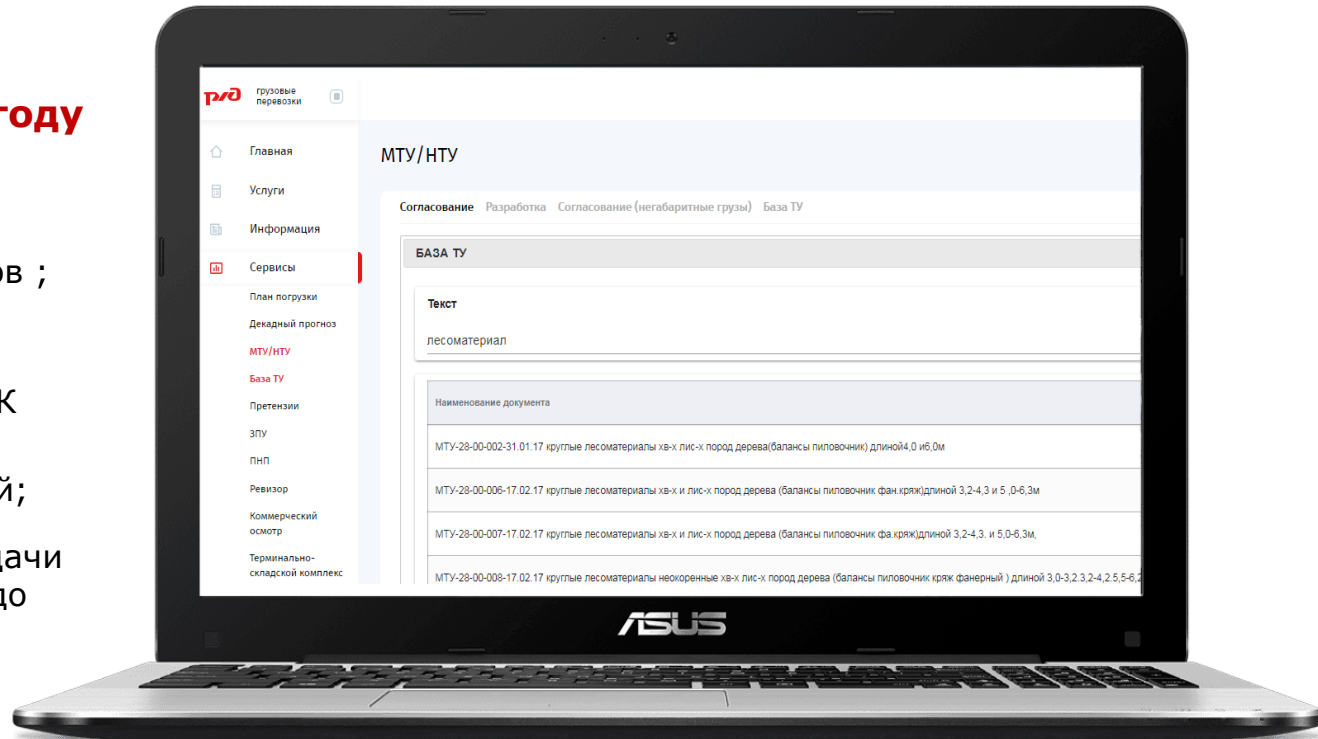 году
ов ;
К
й;
дачи
до
ржд
грузовые
перевозки
Главная
Услуги
Информация
Сервисы
План погрузки
Декадный прогноз
МТУ/НТУ
База ТУ
Претензии
ЗПУ
ПНП
Ревизор
Коммерческий
осмотр
Терминально-
складской комплекс
МТУ/НТУ
Согласование Разработка Согласование (негабаритные грузы) База ТУ
БАЗА ТУ
Текст
лесоматериал
Наименование документа
МТУ-28-00-002-31.01.17 круглые лесоматериалы хв-х лис-х пород дерева(балансы пиловочник) длиной4,0 и6,0м
МТУ-28-00-006-17.02.17 круглые лесоматериалы хв-х и лис-х пород дерева (балансы пиловочник фан.кряж)длиной 3,2-4,3 и 5 ,0-6,3м
МТУ-28-00-007-17.02.17 круглые лесоматериалы хв-х и лис-х пород дерева (балансы пиловочник фа.кряж)длиной 3,2-4,3. и 5,0-6,3м,
МТУ-28-00-008-17.02.17 круглые лесоматериалы неокоренные хв-х лис-х пород дерева (балансы пиловочник кряж фанерный ) длиной 3,0-3,2.3,2-4,2.5,5-6,2
ASUS